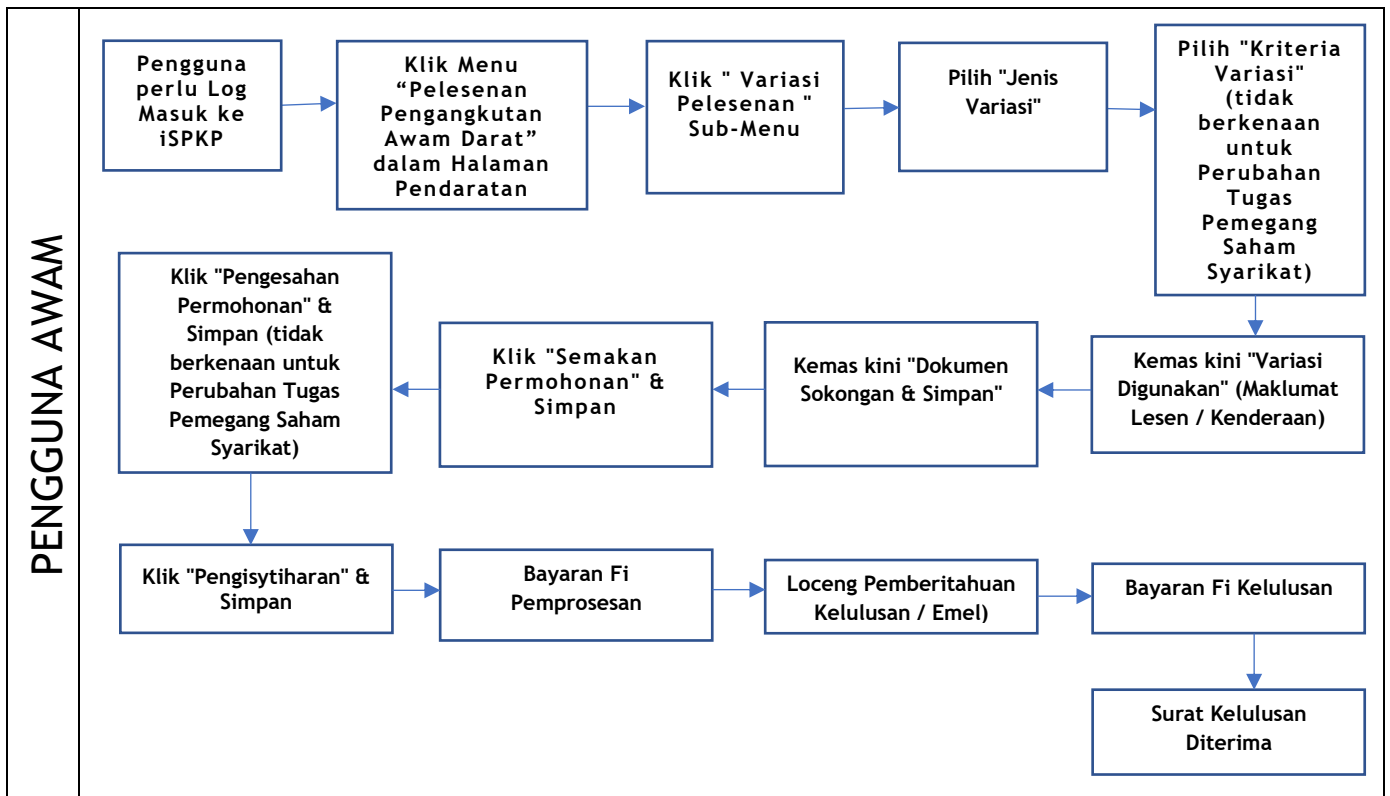 PENGGUNA AWAM
Pengguna
perlu Log
Masuk ke
iSPKP
Klik Menu
“Pelesenan
Pengangkutan
Awam Darat”
dalam Halaman
Pendaratan
Klik " Variasi
Pelesenan "
Sub-Menu
Pilih "Jenis
Variasi"
Pilih "Kriteria
Variasi"
(tidak
berkenaan
untuk
Perubahan
Tugas
Pemegang
Saham
Syarikat)
Kemas kini "Variasi
Digunakan" (Maklumat
Lesen / Kenderaan)
Kemas kini "Dokumen
Sokongan & Simpan"
Klik "Semakan
Permohonan" &
Simpan
Klik "Pengesahan
Permohonan" &
Simpan (tidak
berkenaan untuk
Perubahan Tugas
Pemegang Saham
Syarikat)
Klik "Pengisytiharan" &
Simpan
Bayaran Fi
Pemprosesan
Loceng Pemberitahuan
Kelulusan / Emel)
Bayaran Fi Kelulusan
Surat Kelulusan
Diterima